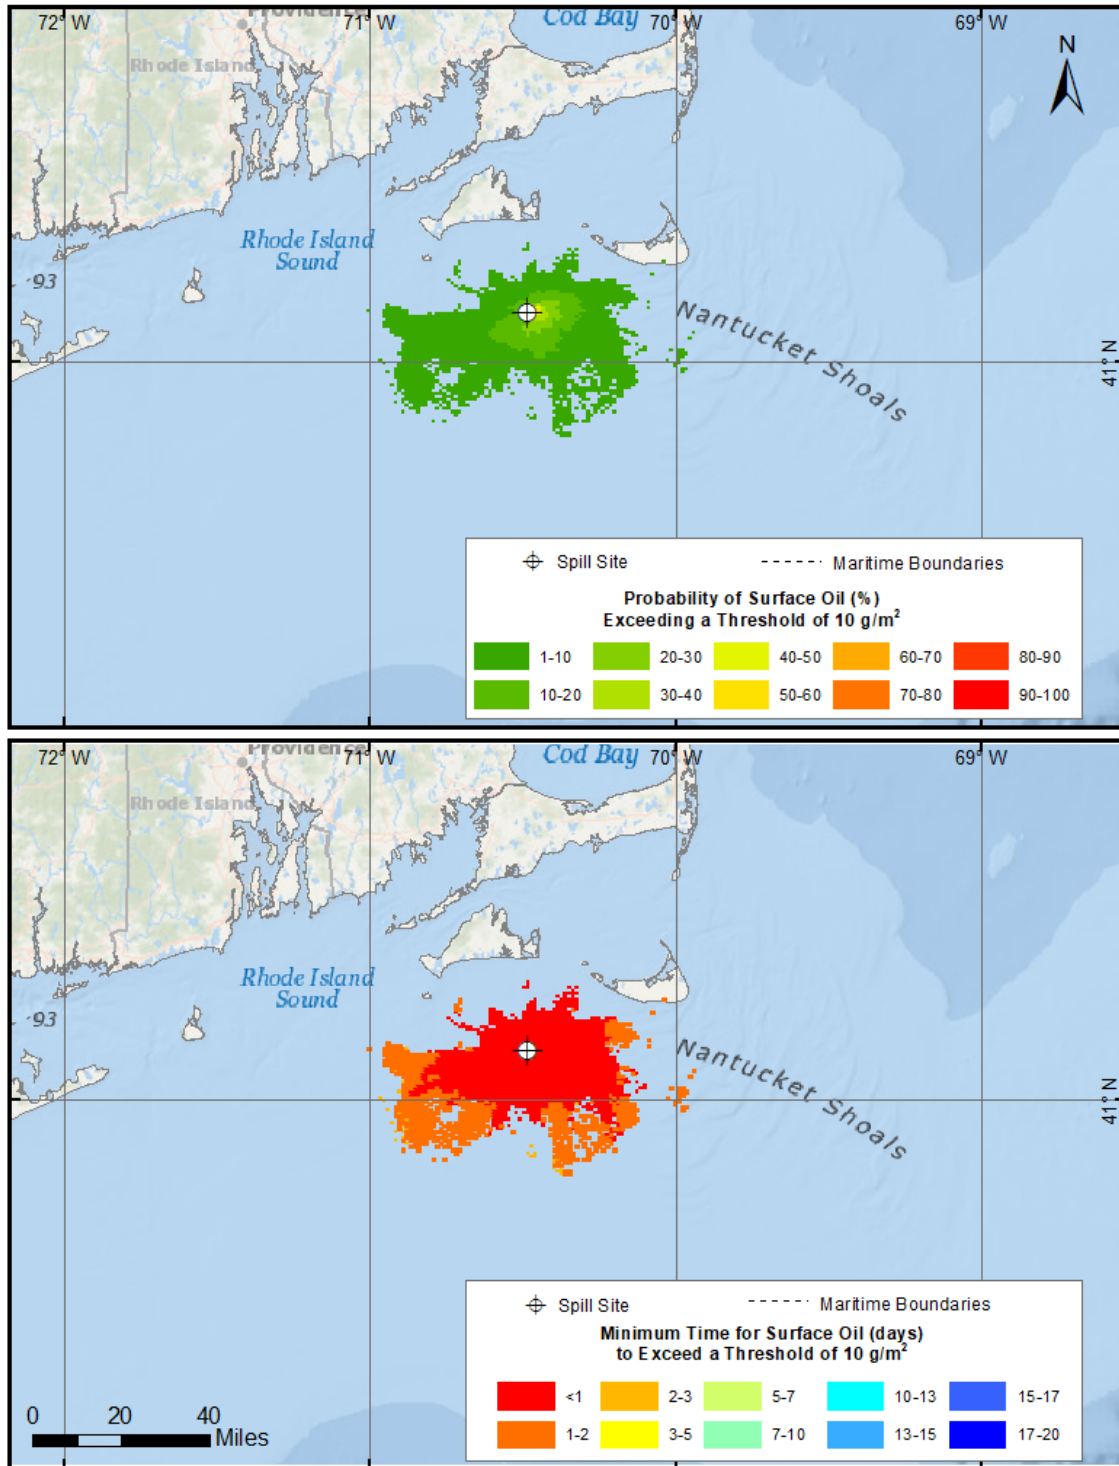 72° W
71° W
Cod Bay
70° W
69° W
Providence
Rhode Island
N
Rhode Island
Sound
-93
Nantucket Shoals
41° N
Spill Site
Maritime Boundaries
Probability of Surface Oil (%)
Exceeding a Threshold of 10 g/m²
1-10
20-30
40-50
60-70
80-90
10-20
30-40
50-60
70-80
90-100
72° W
71° W
Cod Bay
70° W
69° W
Providence
Rhode Island
Rhode Island
Sound
-93
Nantucket Shoals
41° N
Spill Site
Maritime Boundaries
Minimum Time for Surface Oil (days)
to Exceed a Threshold of 10 g/m²
<1
2-3
5-7
10-13
15-17
1-2
3-5
7-10
13-15
17-20
0 20 40
Miles